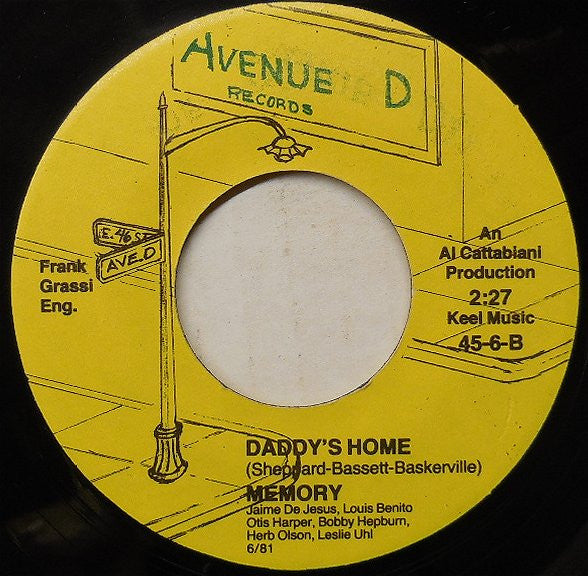 AVENUE D
RECORDS
E. 46 ST
AVE. D
Frank
Grassi
Eng.
An
Al Cattabiani
Production
2:27
Keel Music
45-6-B
DADDY'S HOME
(Sheppard-Bassett-Baskerville)
MEMORY
Jaime De Jesus, Louis Benito
Otis Harper, Bobby Hepburn,
Herb Olson, Leslie Uhl
6/81